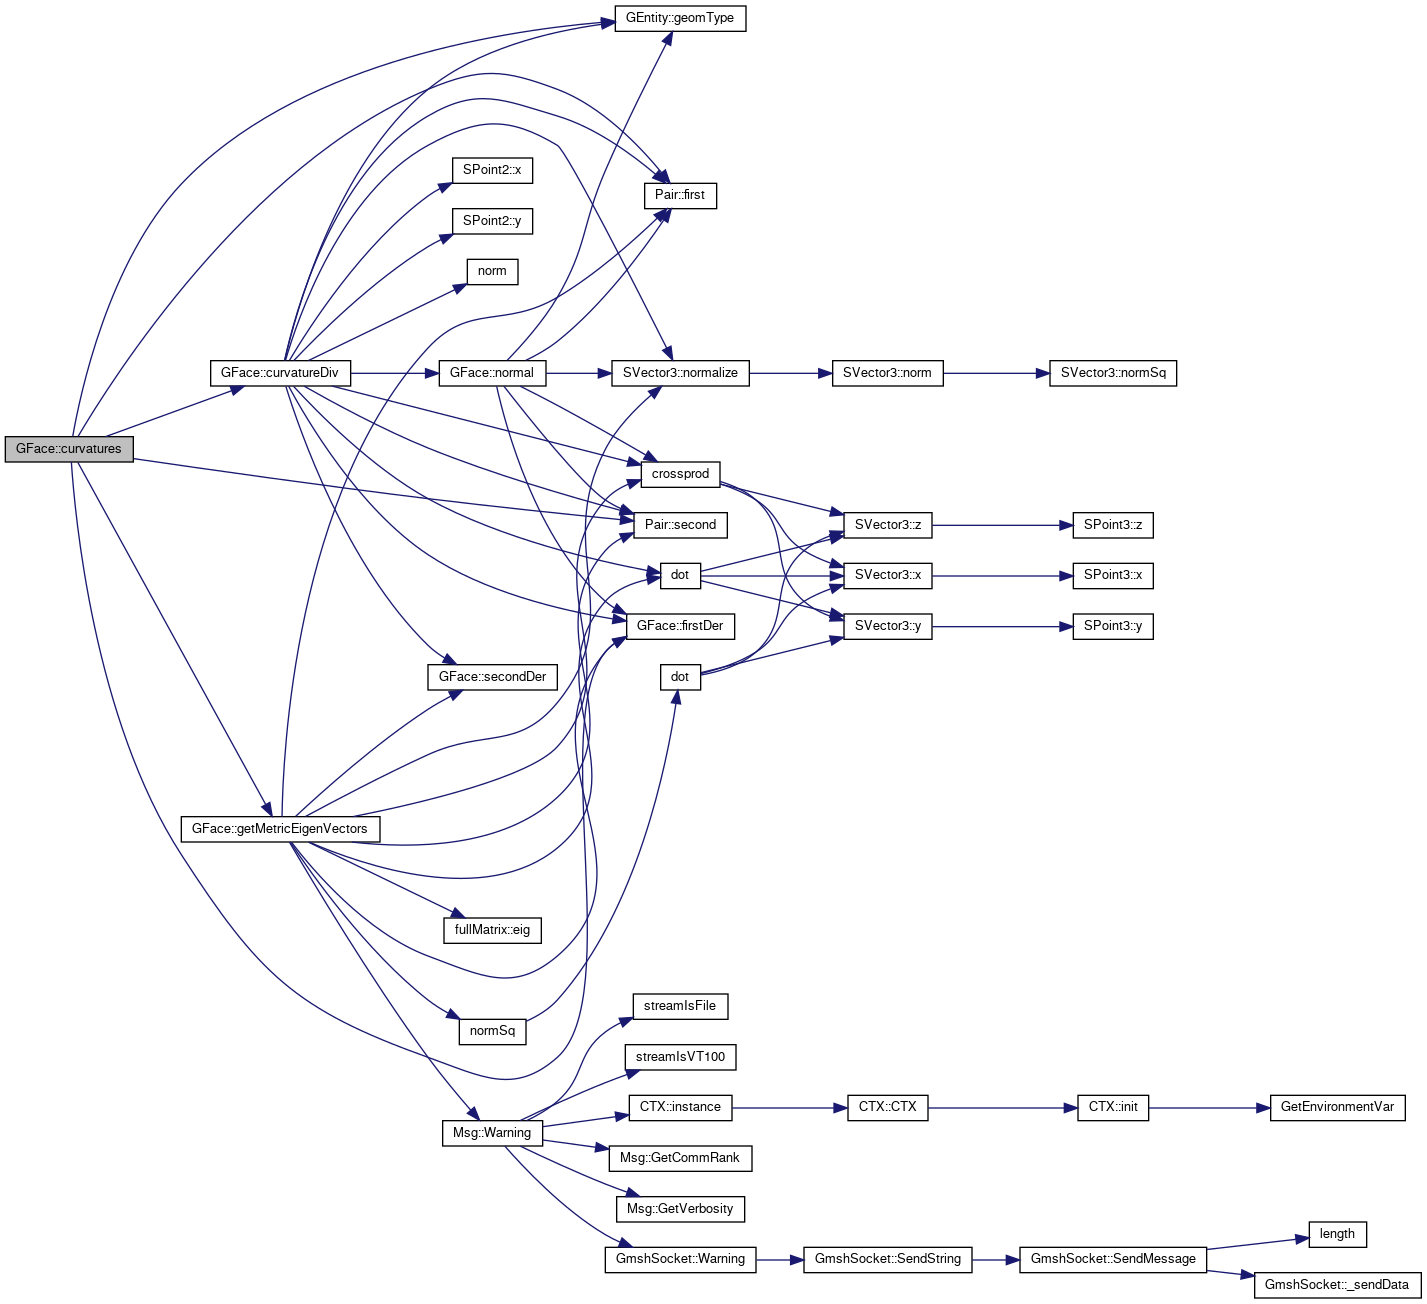 GEntity::geomType
SPoint2::x
Pair::first
SPoint2::y
norm
GFace::curvatureDiv
GFace::normal
SVector3::normalize
SVector3::norm
SVector3::normSq
GFace::curvatures
crossprod
Pair::second
SVector3::z
SPoint3::z
dot
SVector3::x
SPoint3::x
GFace::firstDer
SVector3::y
SPoint3::y
GFace::secondDer
dot
GFace::getMetricEigenVectors
fullMatrix::eig
streamIsFile
normSq
streamIsVT100
CTX::instance
CTX::CTX
CTX::init
GetEnvironmentVar
Msg::Warning
Msg::GetCommRank
Msg::GetVerbosity
length
GmshSocket::Warning
GmshSocket::SendString
GmshSocket::SendMessage
GmshSocket::_sendData